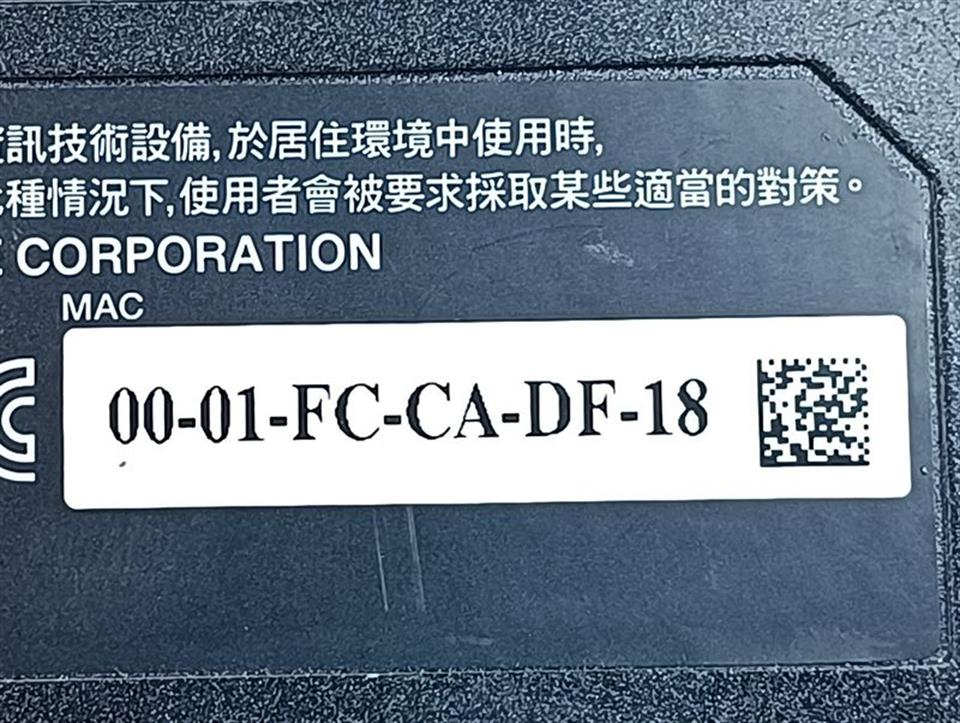 訊技術設備,於居住環境中使用時,
種情況下,使用者會被要求採取某些適當的對策。
CORPORATION
MAC
00-01-FC-CA-DF-18